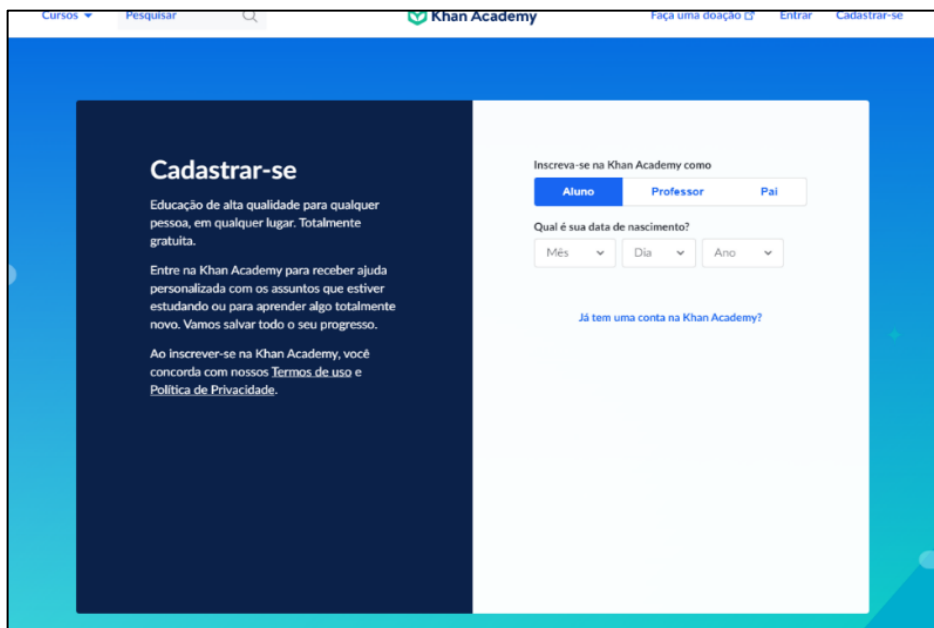 Cursos Pesquisar Khan Academy Faça uma doação Entrar Cadastrar-se
Cadastrar-se
Educação de alta qualidade para qualquer
pessoa, em qualquer lugar. Totalmente
gratuita.
Entre na Khan Academy para receber ajuda
personalizada com os assuntos que estiver
estudando ou para aprender algo totalmente
novo. Vamos salvar todo o seu progresso.
Ao inscrever-se na Khan Academy, você
concorda com nossos Termos de uso e
Política de Privacidade.
Inscreva-se na Khan Academy como
Aluno Professor Pai
Qual é sua data de nascimento?
Mês Dia Ano
Já tem uma conta na Khan Academy?